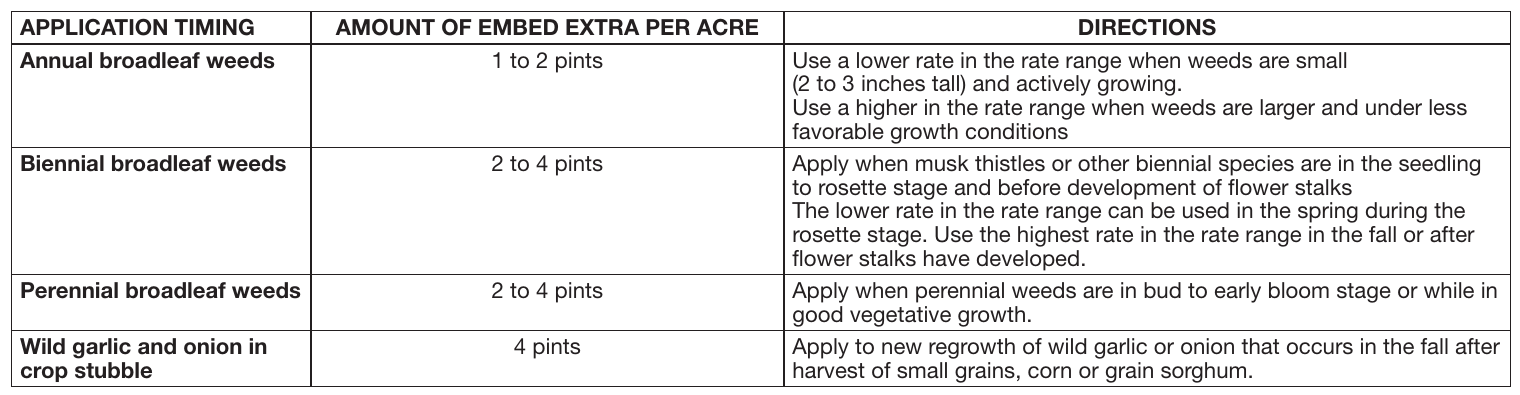 APPLICATION TIMING AMOUNT OF EMBED EXTRA PER ACRE DIRECTIONS
Annual broadleaf weeds 1 to 2 pints Use a lower rate in the rate range when weeds are small
(2 to 3 inches tall) and actively growing.
Use a higher in the rate range when weeds are larger and under less
favorable growth conditions
Biennial broadleaf weeds 2 to 4 pints Apply when musk thistles or other biennial species are in the seedling
to rosette stage and before development of flower stalks
The lower rate in the rate range can be used in the spring during the
rosette stage. Use the highest rate in the rate range in the fall or after
flower stalks have developed.
Perennial broadleaf weeds 2 to 4 pints Apply when perennial weeds are in bud to early bloom stage or while in
good vegetative growth.
Wild garlic and onion in 4 pints Apply to new regrowth of wild garlic or onion that occurs in the fall after
crop stubble harvest of small grains, corn or grain sorghum.